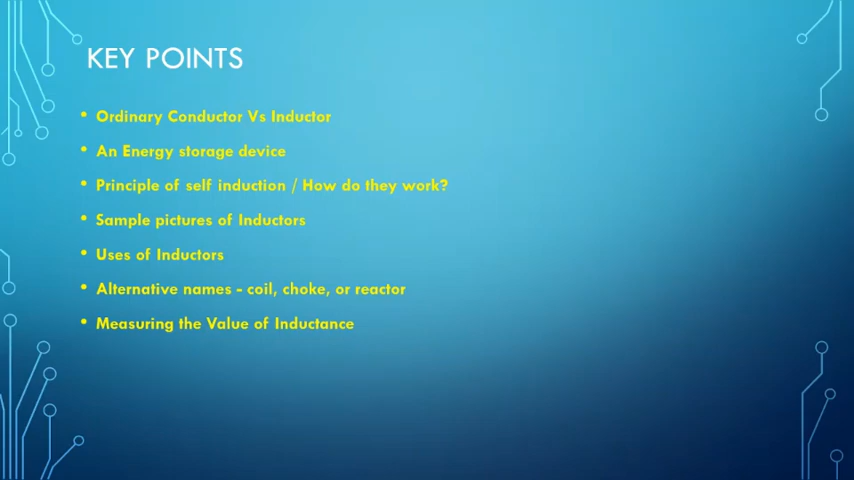 KEY POINTS
• Ordinary Conductor Vs Inductor
• An Energy storage device
• Principle of self induction / How do they work?
• Sample pictures of Inductors
• Uses of Inductors
• Alternative names - coil, choke, or reactor
• Measuring the Value of Inductance